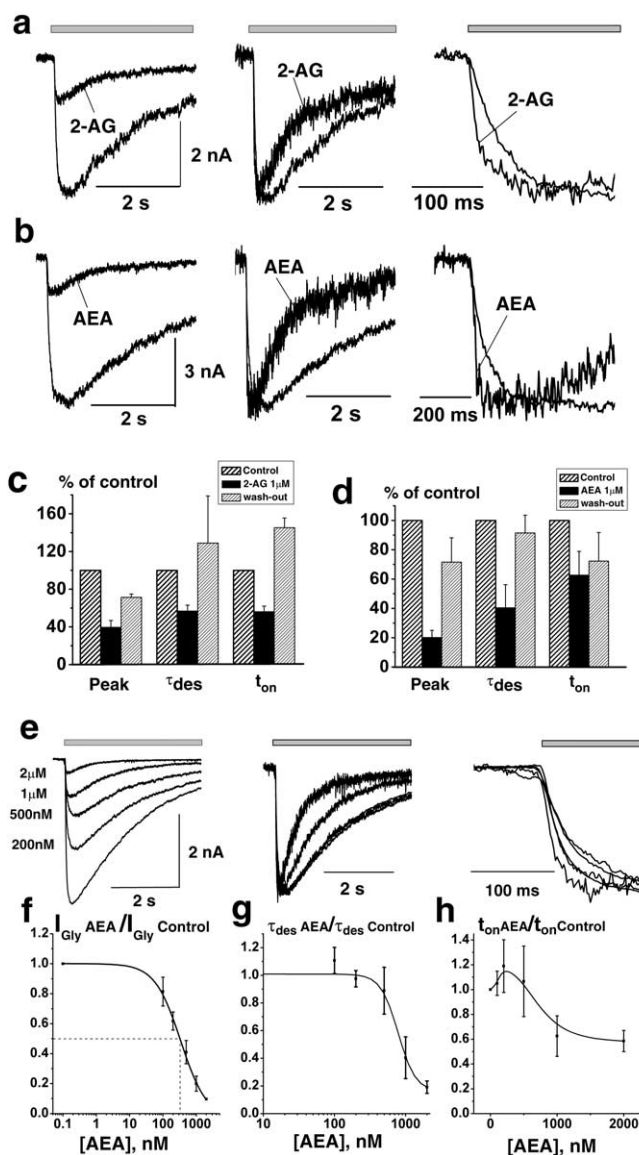 a
2-AG
2 nA
2 s
2-AG
2 s
2-AG
100 ms
b
AEA
3 nA
2 s
AEA
2 s
AEA
200 ms
c
% of control
Control
2-AG 1µM
wash-out
160
120
80
40
0
Peak τdes ton
d
% of control
Control
AEA 1µM
wash-out
100
80
60
40
20
0
Peak τdes ton
e
2µM
1µM
500nM
200nM
2 nA
2 s
2 s
100 ms
f
IGly AEA/IGly Control
1.2
1.0
0.8
0.6
0.4
0.2
0.0
0.1 1 10 100 1000
[AEA], nM
g
τdes AEA/τdes Control
1.2
1.0
0.8
0.6
0.4
0.2
0.0
10 100 1000
[AEA], nM
h
tonAEA/tonControl
1.4
1.2
1.0
0.8
0.6
0.4
0.2
0.0
0 1000 2000
[AEA], nM